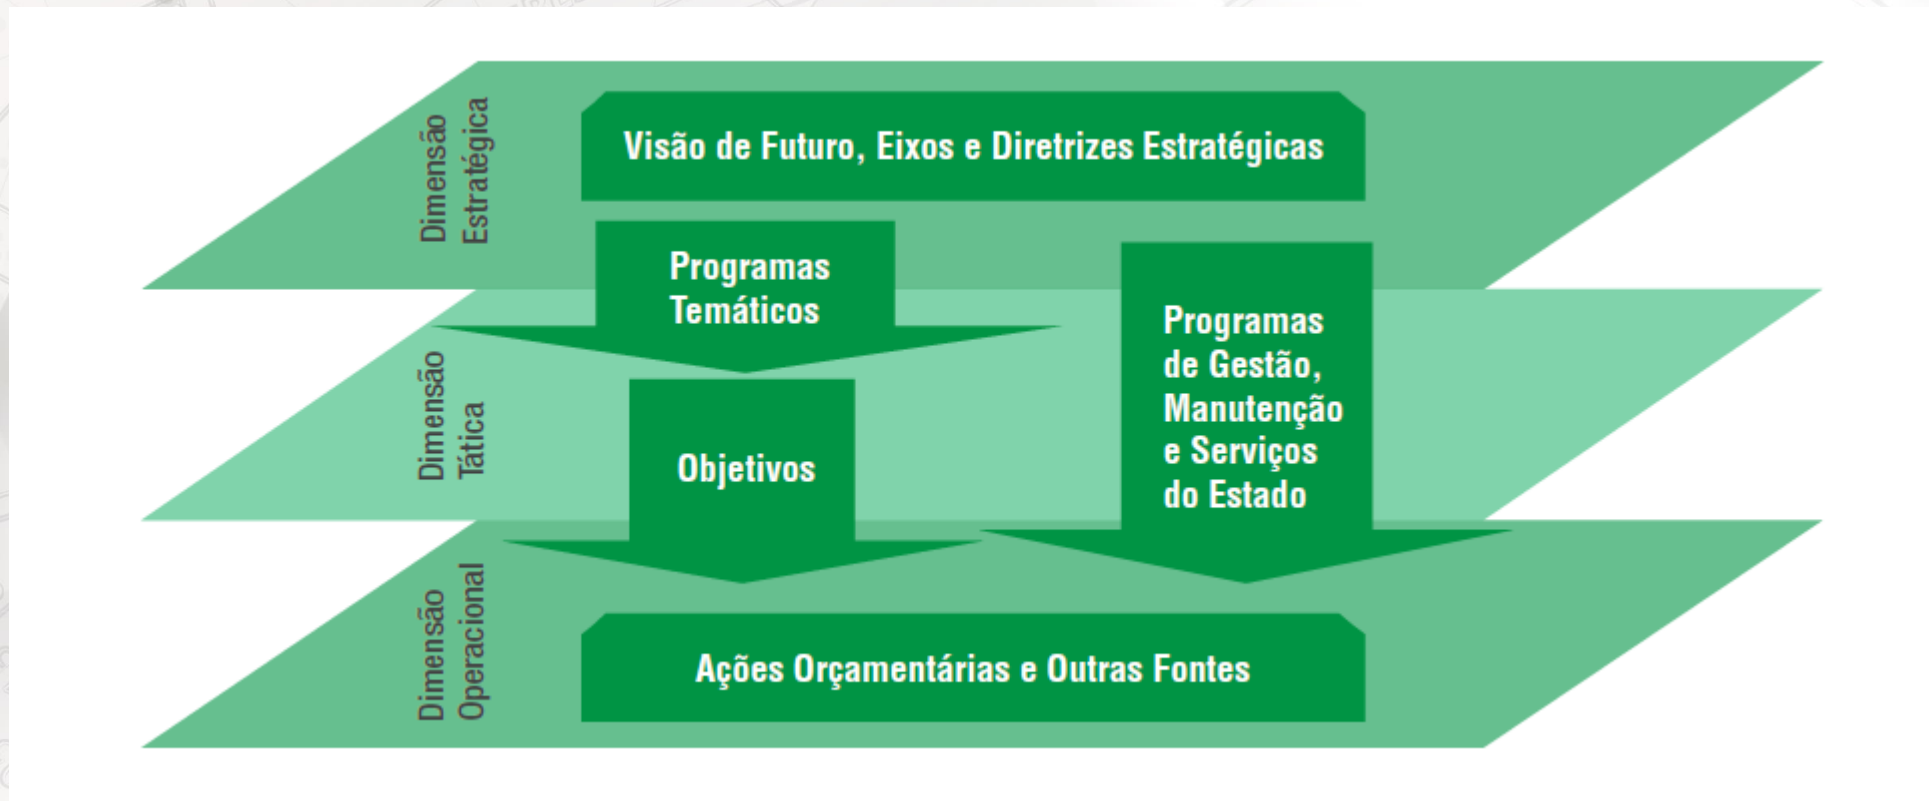 Dimensão
Estratégica
Visão de Futuro, Eixos e Diretrizes Estratégicas
Programas
Temáticos
Programas
de Gestão,
Manutenção
e Serviços
do Estado
Dimensão
Tática
Objetivos
Dimensão
Operacional
Ações Orçamentárias e Outras Fontes